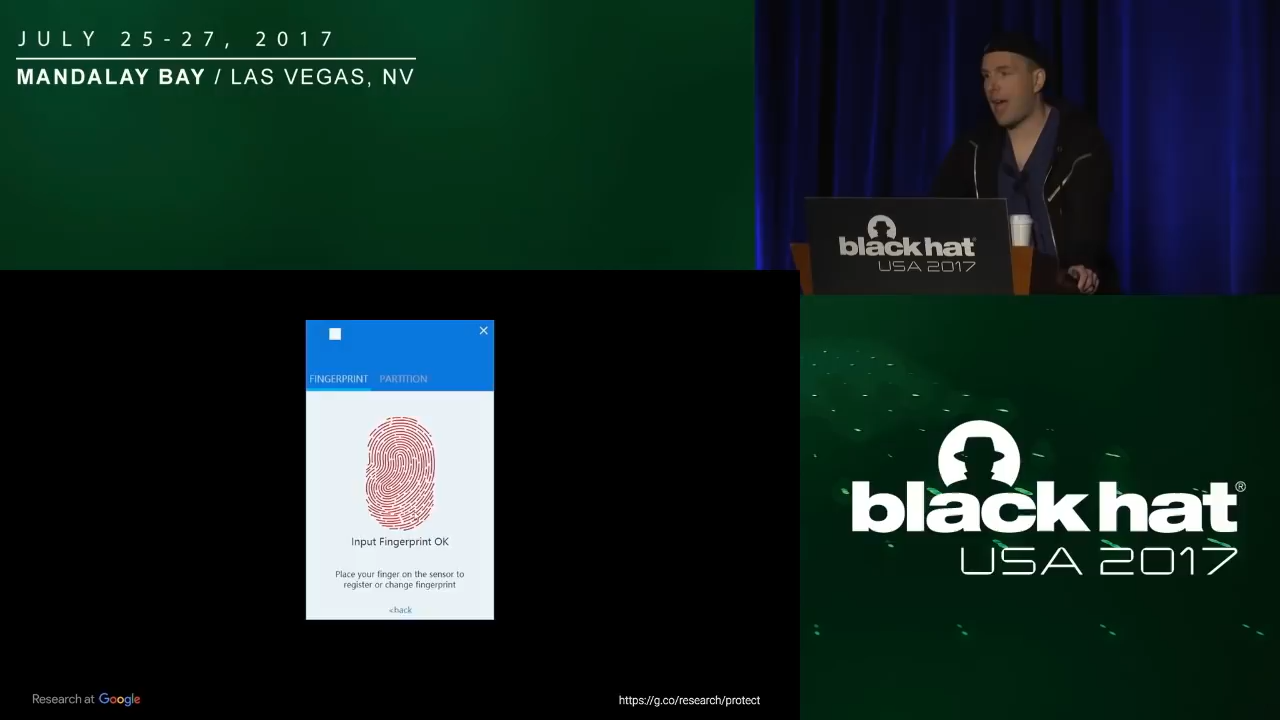 JULY 25-27, 2017
MANDALAY BAY / LAS VEGAS, NV
black hat®
USA 2017
FINGERPRINT PARTITION
Input Fingerprint OK
Place your finger on the sensor to
register or change fingerprint
<back
black hat®
USA 2017
Research at Google
https://g.co/research/protect